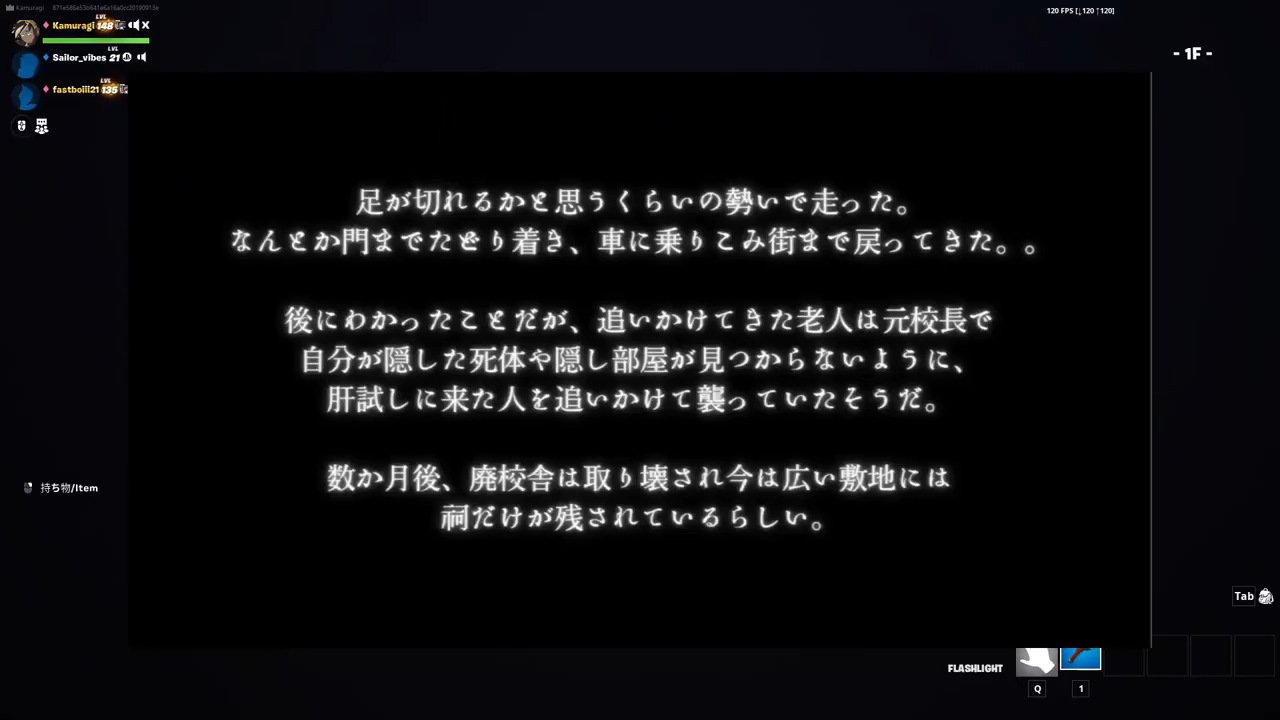 Kamuragi
Kamuragi LVL 148
Sailor_vibes LVL 21
fastboiii21 LVL 135
120 FPS [↓120 ↑120]
- 1F -
足が切れるかと思うくらいの勢いで走った。
なんとか門までたどり着き、車に乗りこみ街まで戻ってきた。。
後にわかったことだが、追いかけてきた老人は元校長で
自分が隠した死体や隠し部屋が見つからないように、
肝試しに来た人を追いかけて襲っていたそうだ。
数か月後、廃校舎は取り壊され今は広い敷地には
祠だけが残されているらしい。
持ち物/Item
Tab
FLASHLIGHT
Q
1